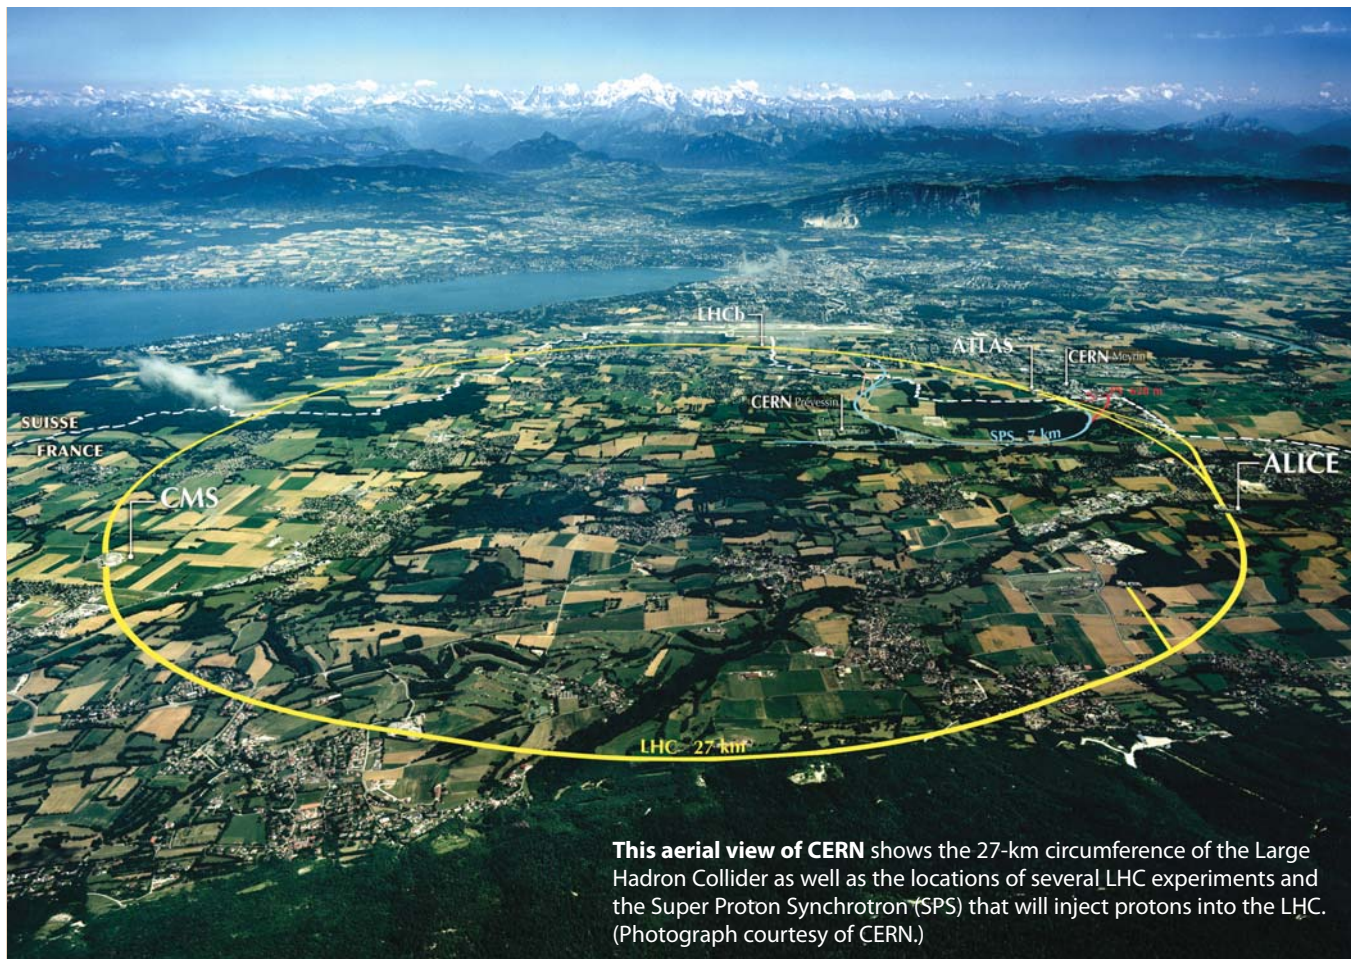 LHCb
ATLAS
CERN Meyrin
CERN Prévessin
SPS - 7 km
SUISSE
FRANCE
ALICE
CMS
LHC - 27 km
This aerial view of CERN shows the 27-km circumference of the Large
Hadron Collider as well as the locations of several LHC experiments and
the Super Proton Synchrotron (SPS) that will inject protons into the LHC.
(Photograph courtesy of CERN.)